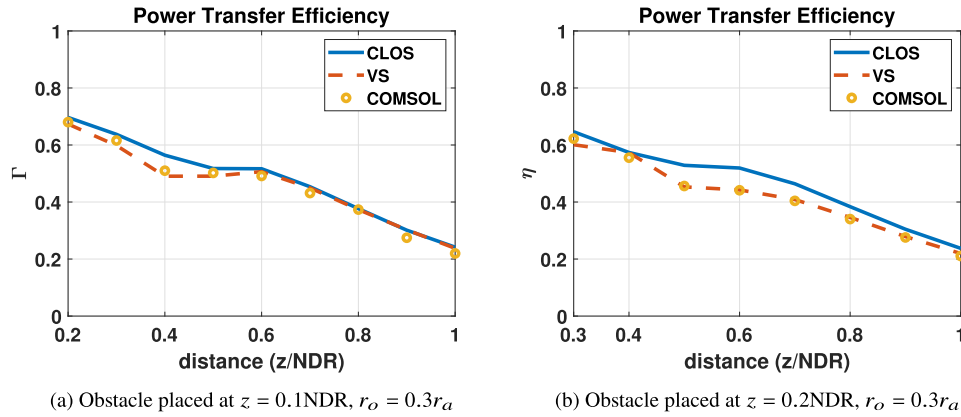 Power Transfer Efficiency
1
0.8
0.6
0.4
0.2
0
Γ
CLOS
VS
COMSOL
0.2
0.4
0.6
0.8
1
distance (z/NDR)
(a) Obstacle placed at z = 0.1NDR, r_o = 0.3r_a
Power Transfer Efficiency
1
0.8
0.6
0.4
0.2
0
η
CLOS
VS
COMSOL
0.3
0.4
0.6
0.8
1
distance (z/NDR)
(b) Obstacle placed at z = 0.2NDR, r_o = 0.3r_a